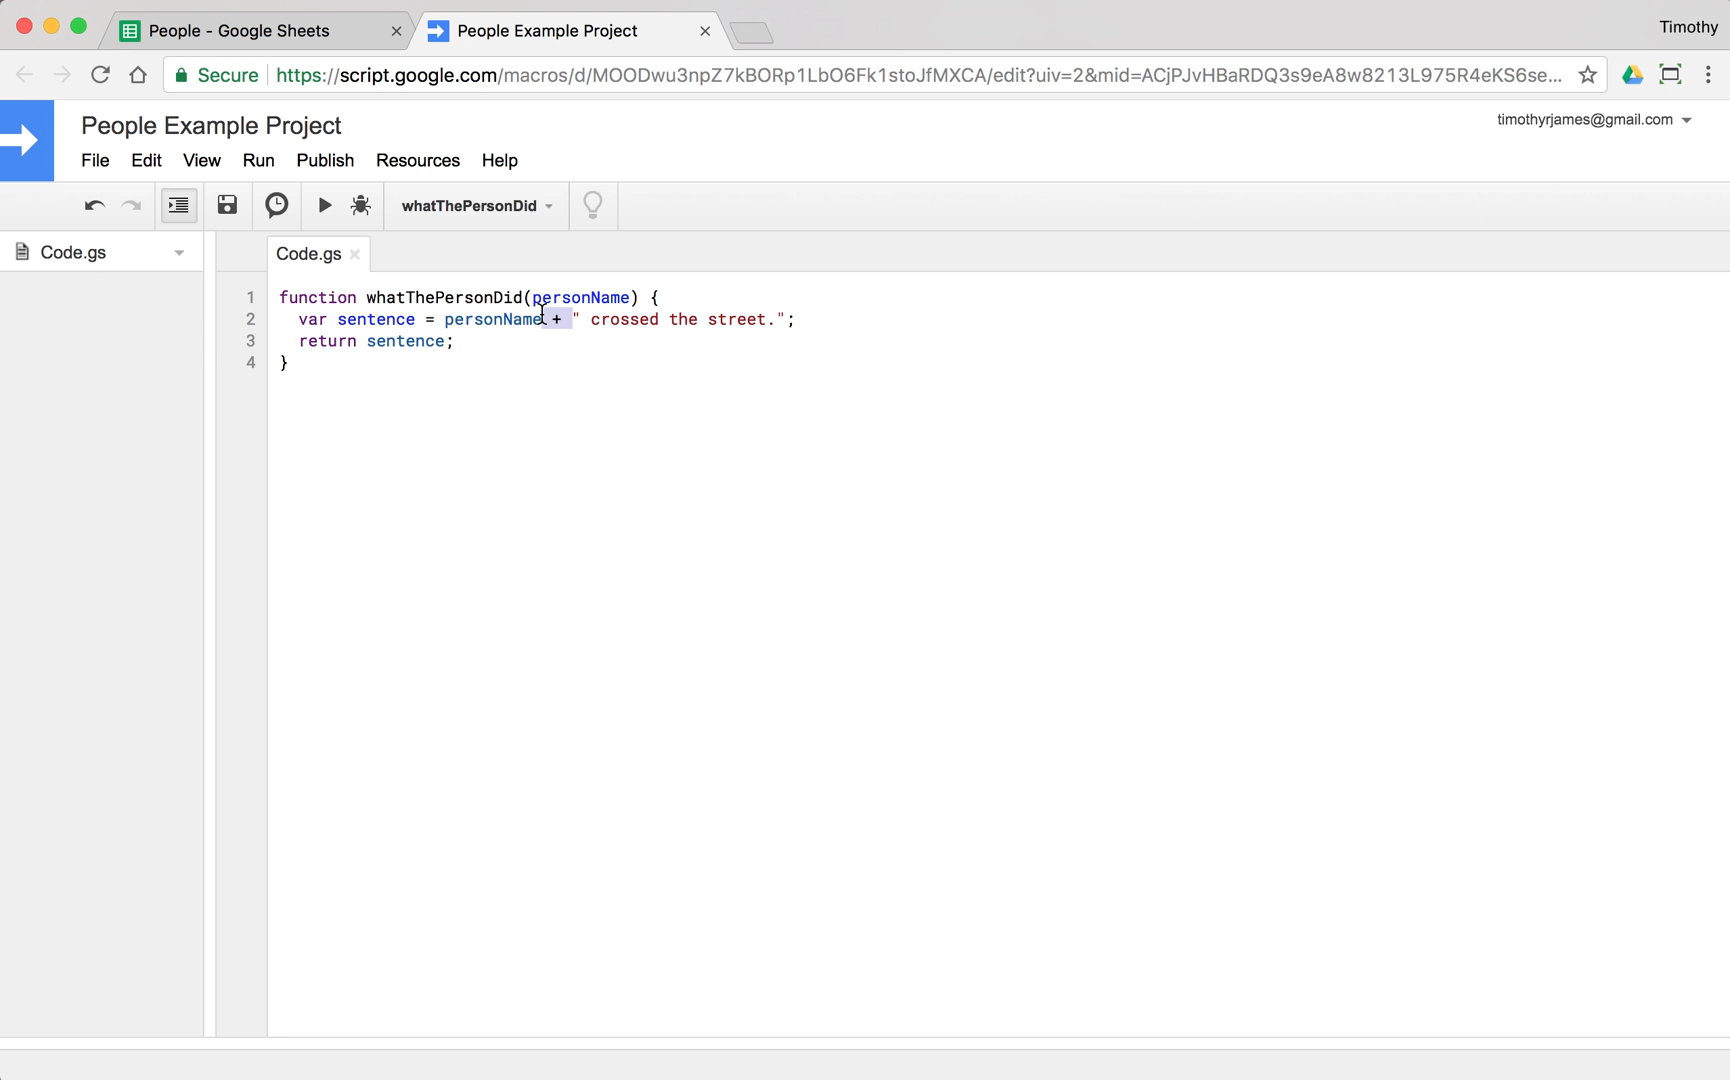 People - Google Sheets
People Example Project
Timothy
Secure https://script.google.com/macros/d/MOODwu3npZ7kBORp1LbO6Fk1stoJfMXCA/edit?uiv=2&mid=ACjPJvHBaRDQ3s9eA8w8213L975R4eKS6se...
People Example Project
timothyrjames@gmail.com
File Edit View Run Publish Resources Help
whatThePersonDid
Code.gs
Code.gs
1 function whatThePersonDid(personName) {
2 var sentence = personName + " crossed the street.";
3 return sentence;
4 }